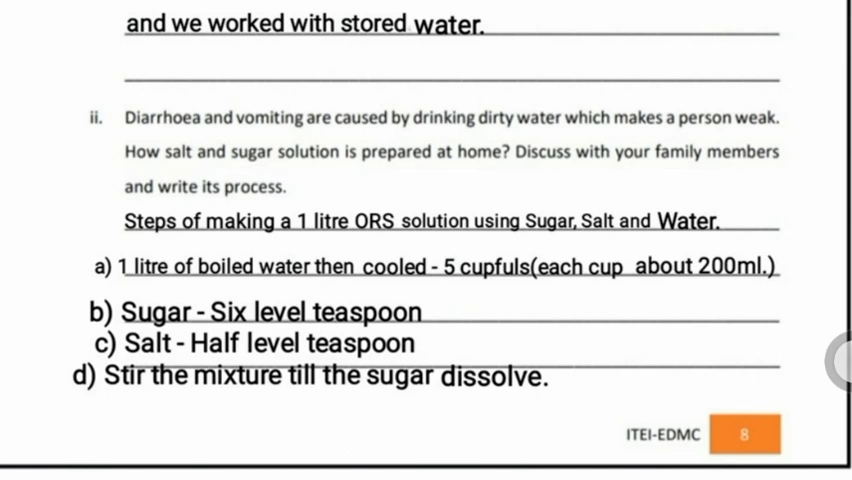 and we worked with stored water.
ii. Diarrhoea and vomiting are caused by drinking dirty water which makes a person weak.
How salt and sugar solution is prepared at home? Discuss with your family members
and write its process.
Steps of making a 1 litre ORS solution using Sugar, Salt and Water.
a) 1 litre of boiled water then cooled - 5 cupfuls(each cup about 200ml.)
b) Sugar - Six level teaspoon
c) Salt - Half level teaspoon
d) Stir the mixture till the sugar dissolve.
ITEI-EDMC 8